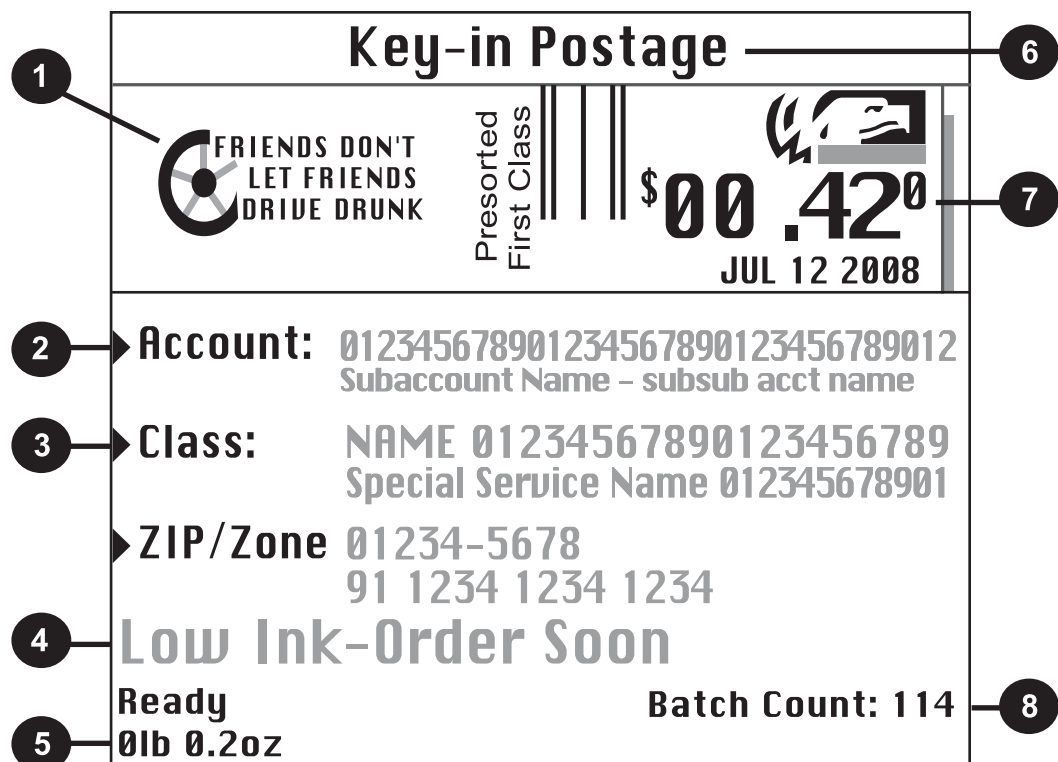 Key-in Postage
6
1
FRIENDS DON'T
LET FRIENDS
DRIVE DRUNK
Presorted
First Class
$00.420
7
JUL 12 2008
2
Account: 01234567890123456789012345678​9012
Subaccount Name - subsub acct name
3
Class: NAME 01234567890123456789
Special Service Name 012345678901
ZIP/Zone 01234-5678
91 1234 1234 1234
4
Low Ink-Order Soon
Ready
Batch Count: 114
8
5
0lb 0.2oz